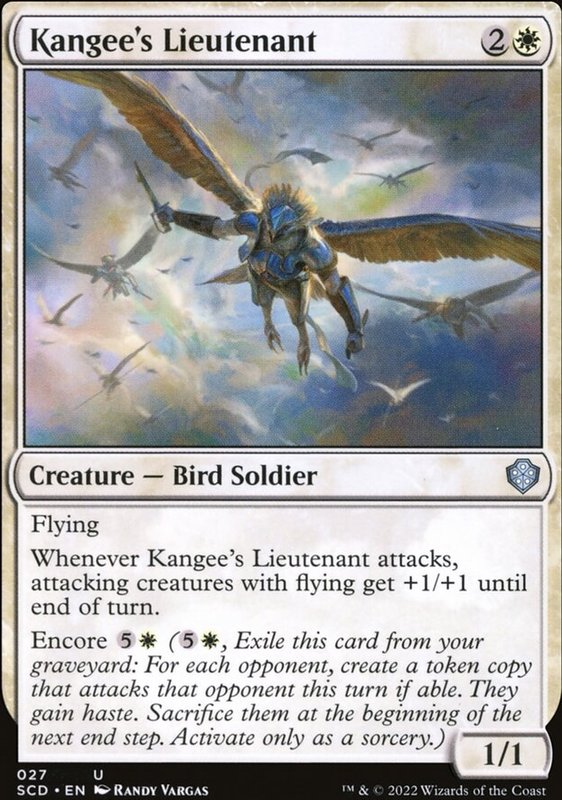 Kangee's Lieutenant 2
Creature — Bird Soldier
Flying
Whenever Kangee's Lieutenant attacks,
attacking creatures with flying get +1/+1 until
end of turn.
Encore 5 (5, Exile this card from your
graveyard: For each opponent, create a token copy
that attacks that opponent this turn if able. They
gain haste. Sacrifice them at the beginning of the
next end step. Activate only as a sorcery.)
1/1
027 U
SCD • EN RANDY VARGAS
™ & © 2022 Wizards of the Coast